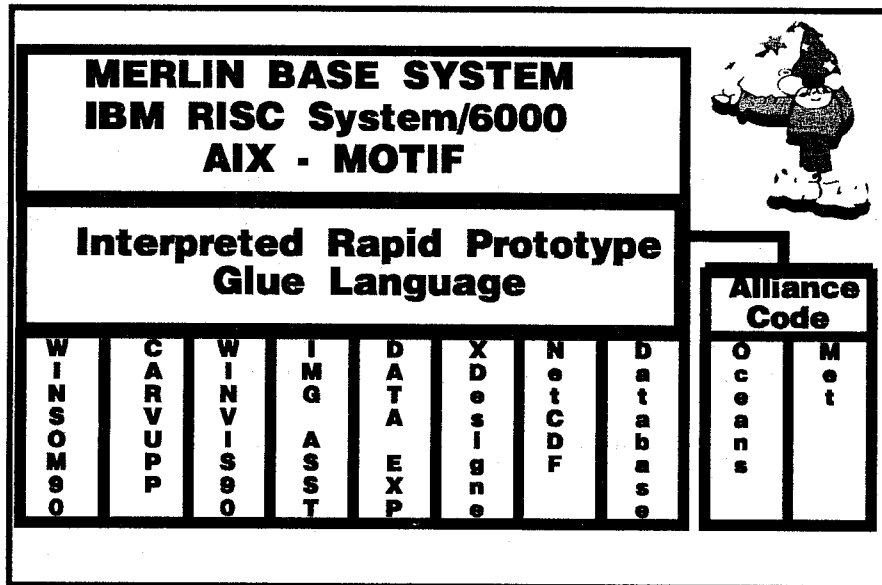 MERLIN BASE SYSTEM
IBM RISC System/6000
AIX - MOTIF
Interpreted Rapid Prototype
Glue Language
Alliance
Code
WINSOM90
CARVUPP
WINVIS90
IMG ASST
DATA EXP
XDesigne
NetCDF
Database
Oceans
Met